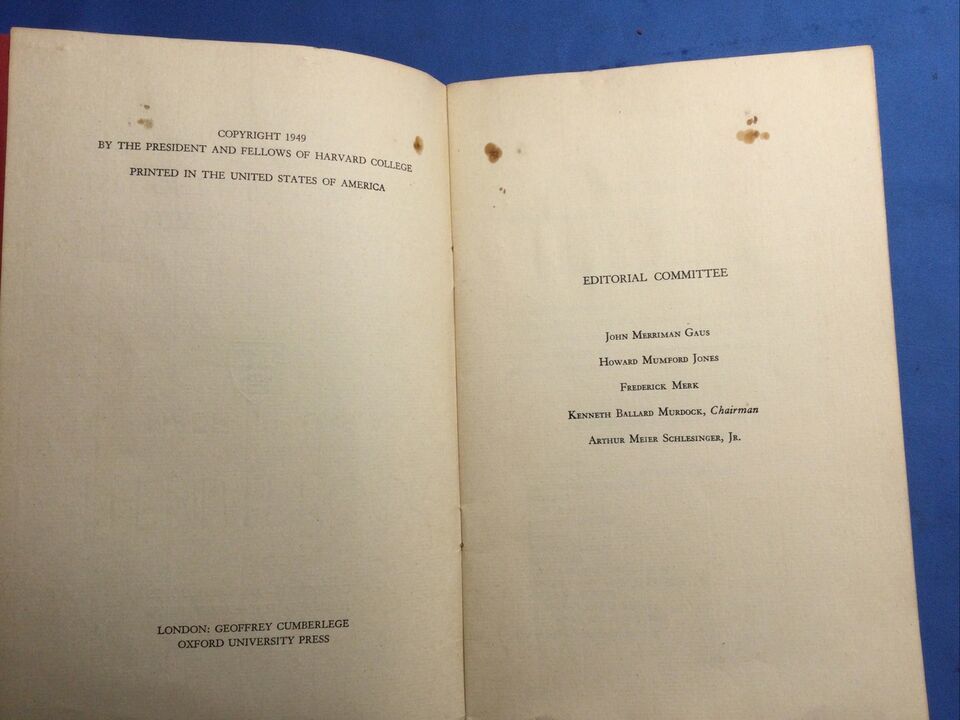 COPYRIGHT 1949
BY THE PRESIDENT AND FELLOWS OF HARVARD COLLEGE
PRINTED IN THE UNITED STATES OF AMERICA
LONDON: GEOFFREY CUMBERLEGE
OXFORD UNIVERSITY PRESS
EDITORIAL COMMITTEE
John Merriman Gaus
Howard Mumford Jones
Frederick Merk
Kenneth Ballard Murdock, Chairman
Arthur Meier Schlesinger, Jr.